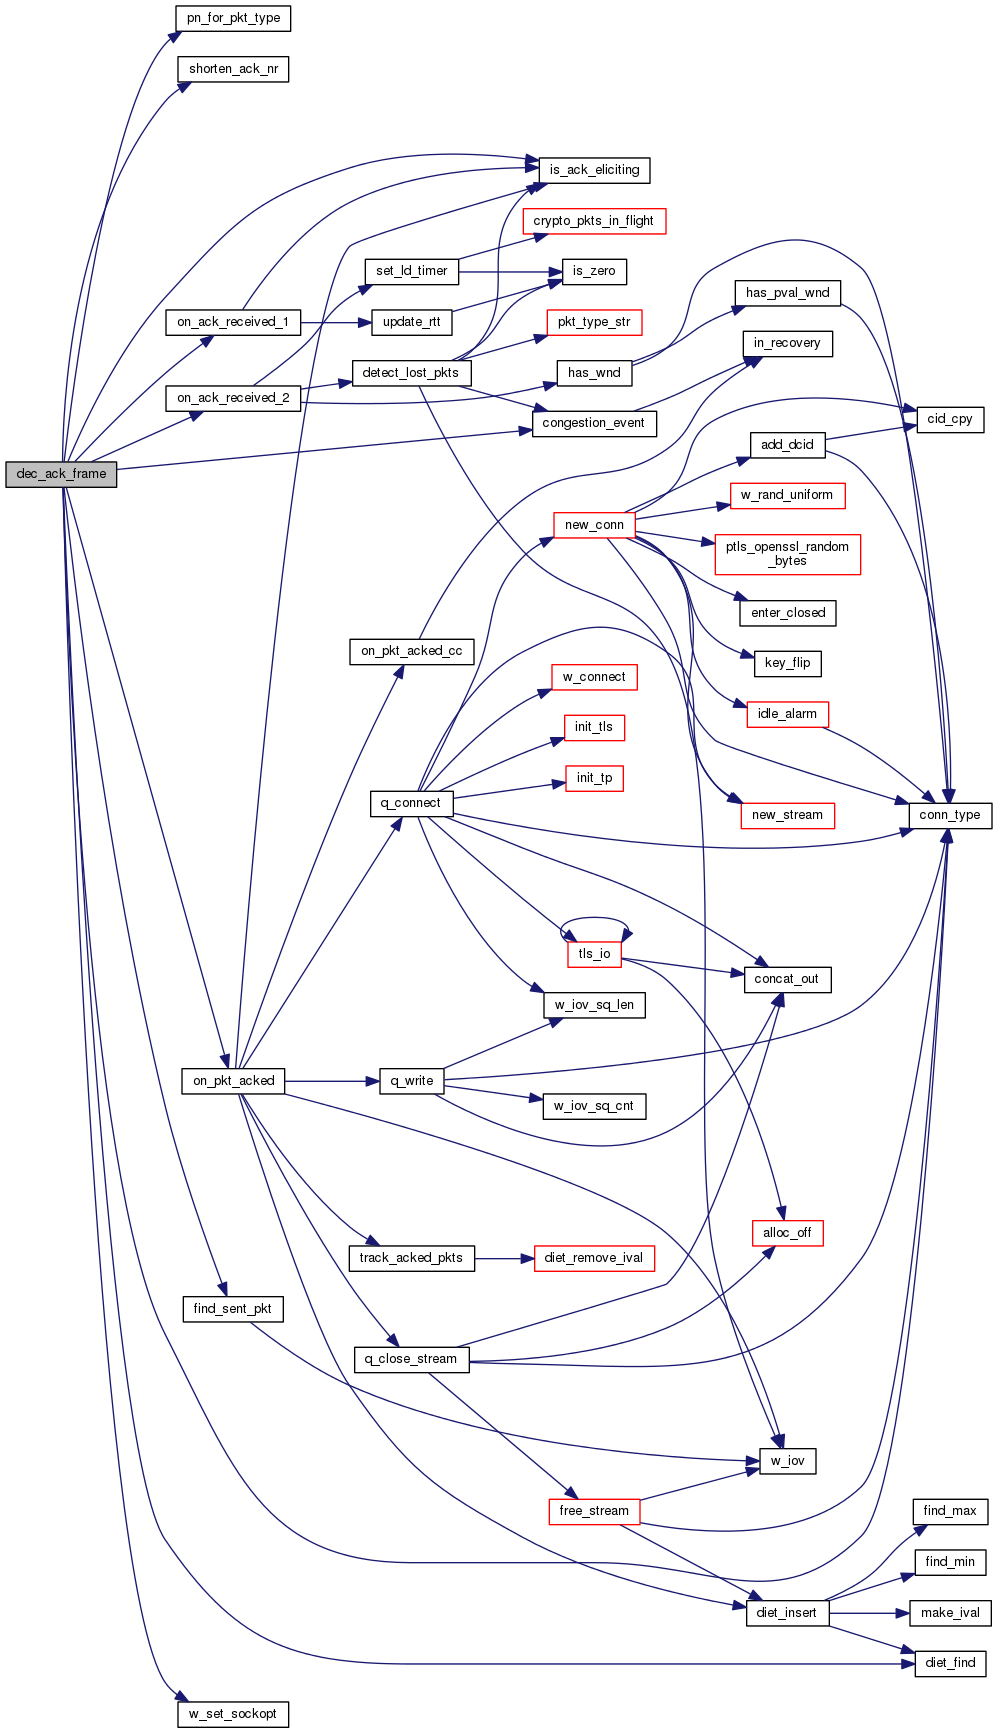 pn_for_pkt_type
shorten_ack_nr
is_ack_eliciting
crypto_pkts_in_flight
set_ld_timer
is_zero
has_pval_wnd
on_ack_received_1
update_rtt
pkt_type_str
in_recovery
detect_lost_pkts
has_wnd
on_ack_received_2
congestion_event
cid_cpy
add_dcid
dec_ack_frame
w_rand_uniform
new_conn
ptls_openssl_random
_bytes
enter_closed
on_pkt_acked_cc
key_flip
w_connect
idle_alarm
init_tls
init_tp
q_connect
new_stream
conn_type
tls_io
concat_out
w_iov_sq_len
on_pkt_acked
q_write
w_iov_sq_cnt
alloc_off
track_acked_pkts
diet_remove_ival
find_sent_pkt
q_close_stream
w_iov
free_stream
find_max
find_min
diet_insert
make_ival
diet_find
w_set_sockopt